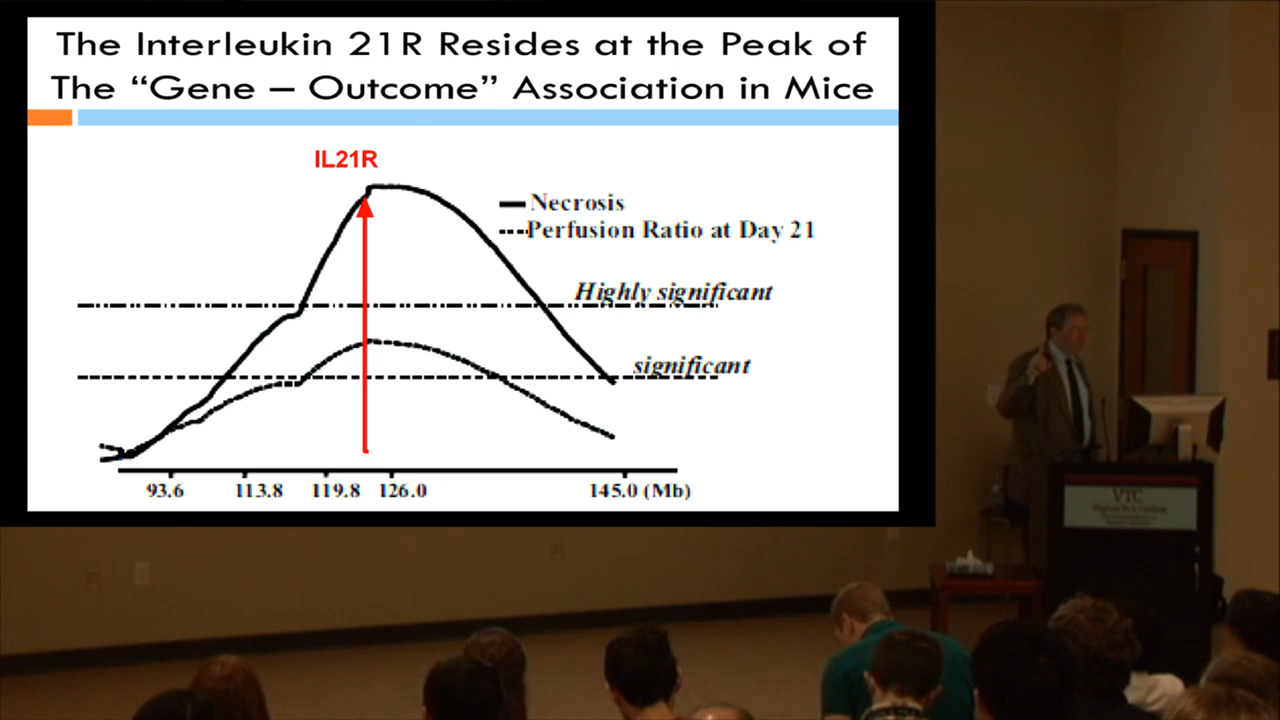 The Interleukin 21R Resides at the Peak of
The “Gene – Outcome” Association in Mice
IL21R
Necrosis
Perfusion Ratio at Day 21
Highly significant
significant
93.6 113.8 119.8 126.0 145.0 (Mb)
VTC